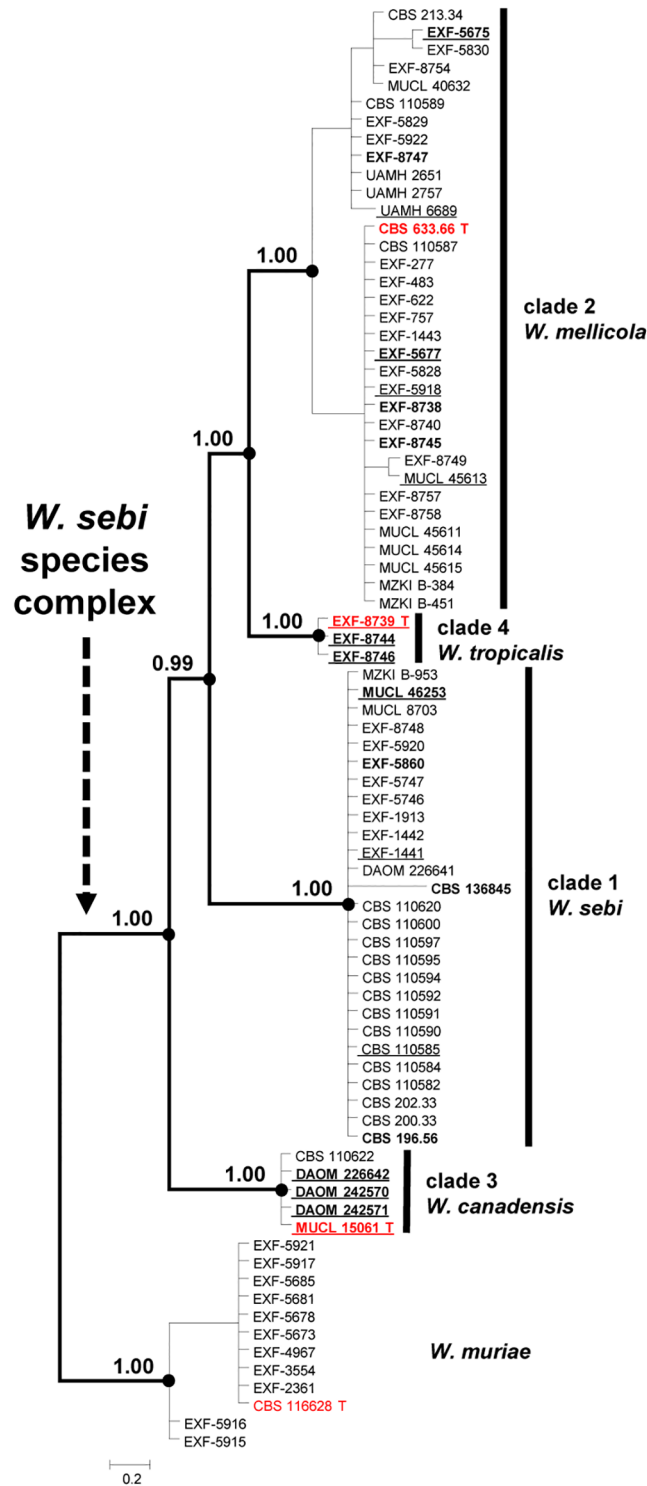 CBS 213.34
EXF-5675
EXF-5830
EXF-8754
MUCL 40632
CBS 110589
EXF-5829
EXF-5922
EXF-8747
UAMH 2651
UAMH 2757
UAMH 6689
CBS 633.66 T
CBS 110587
1.00
EXF-277
EXF-483
EXF-622
EXF-757
clade 2
W. mellicola
EXF-1443
EXF-5677
EXF-5828
EXF-5918
EXF-8738
EXF-8740
1.00
EXF-8745
EXF-8749
MUCL 45613
EXF-8757
EXF-8758
W. sebi
species
complex
MUCL 45611
MUCL 45614
MUCL 45615
MZKI B-384
MZKI B-451
1.00
EXF-8739 T
EXF-8744
EXF-8746
clade 4
W. tropicalis
0.99
MZKI B-953
MUCL 46253
MUCL 8703
EXF-8748
EXF-5920
EXF-5860
EXF-5747
EXF-5746
EXF-1913
EXF-1442
EXF-1441
DAOM 226641
CBS 136845
1.00
clade 1
W. sebi
CBS 110620
CBS 110600
1.00
CBS 110597
CBS 110595
CBS 110594
CBS 110592
CBS 110591
CBS 110590
CBS 110585
CBS 110584
CBS 110582
CBS 202.33
CBS 200.33
CBS 196.56
CBS 110622
1.00
DAOM 226642
DAOM 242570
DAOM 242571
MUCL 15061 T
clade 3
W. canadensis
EXF-5921
EXF-5917
EXF-5685
EXF-5681
EXF-5678
EXF-5673
EXF-4967
EXF-3554
EXF-2361
CBS 116628 T
W. muriae
1.00
EXF-5916
EXF-5915
0.2